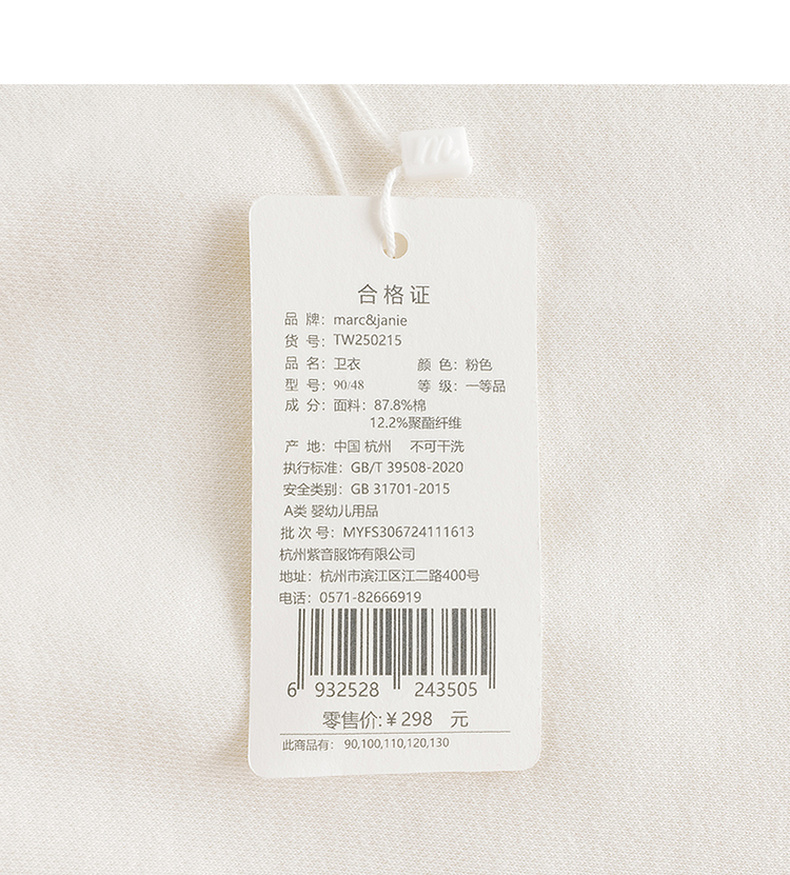 m
合格证
品 牌：marc&janie
货 号：TW250215
品 名：卫衣 颜 色：粉色
型 号：90/48 等 级：一等品
成 分：面料：87.8%棉
12.2%聚酯纤维
产 地：中国 杭州 不可干洗
执行标准：GB/T 39508-2020
安全类别：GB 31701-2015
A类 婴幼儿用品
批 次 号：MYFS306724111613
杭州紫音服饰有限公司
地址：杭州市滨江区江二路400号
电话：0571-82666919
6 932528 243505
零售价:¥298 元
此商品有： 90,100,110,120,130